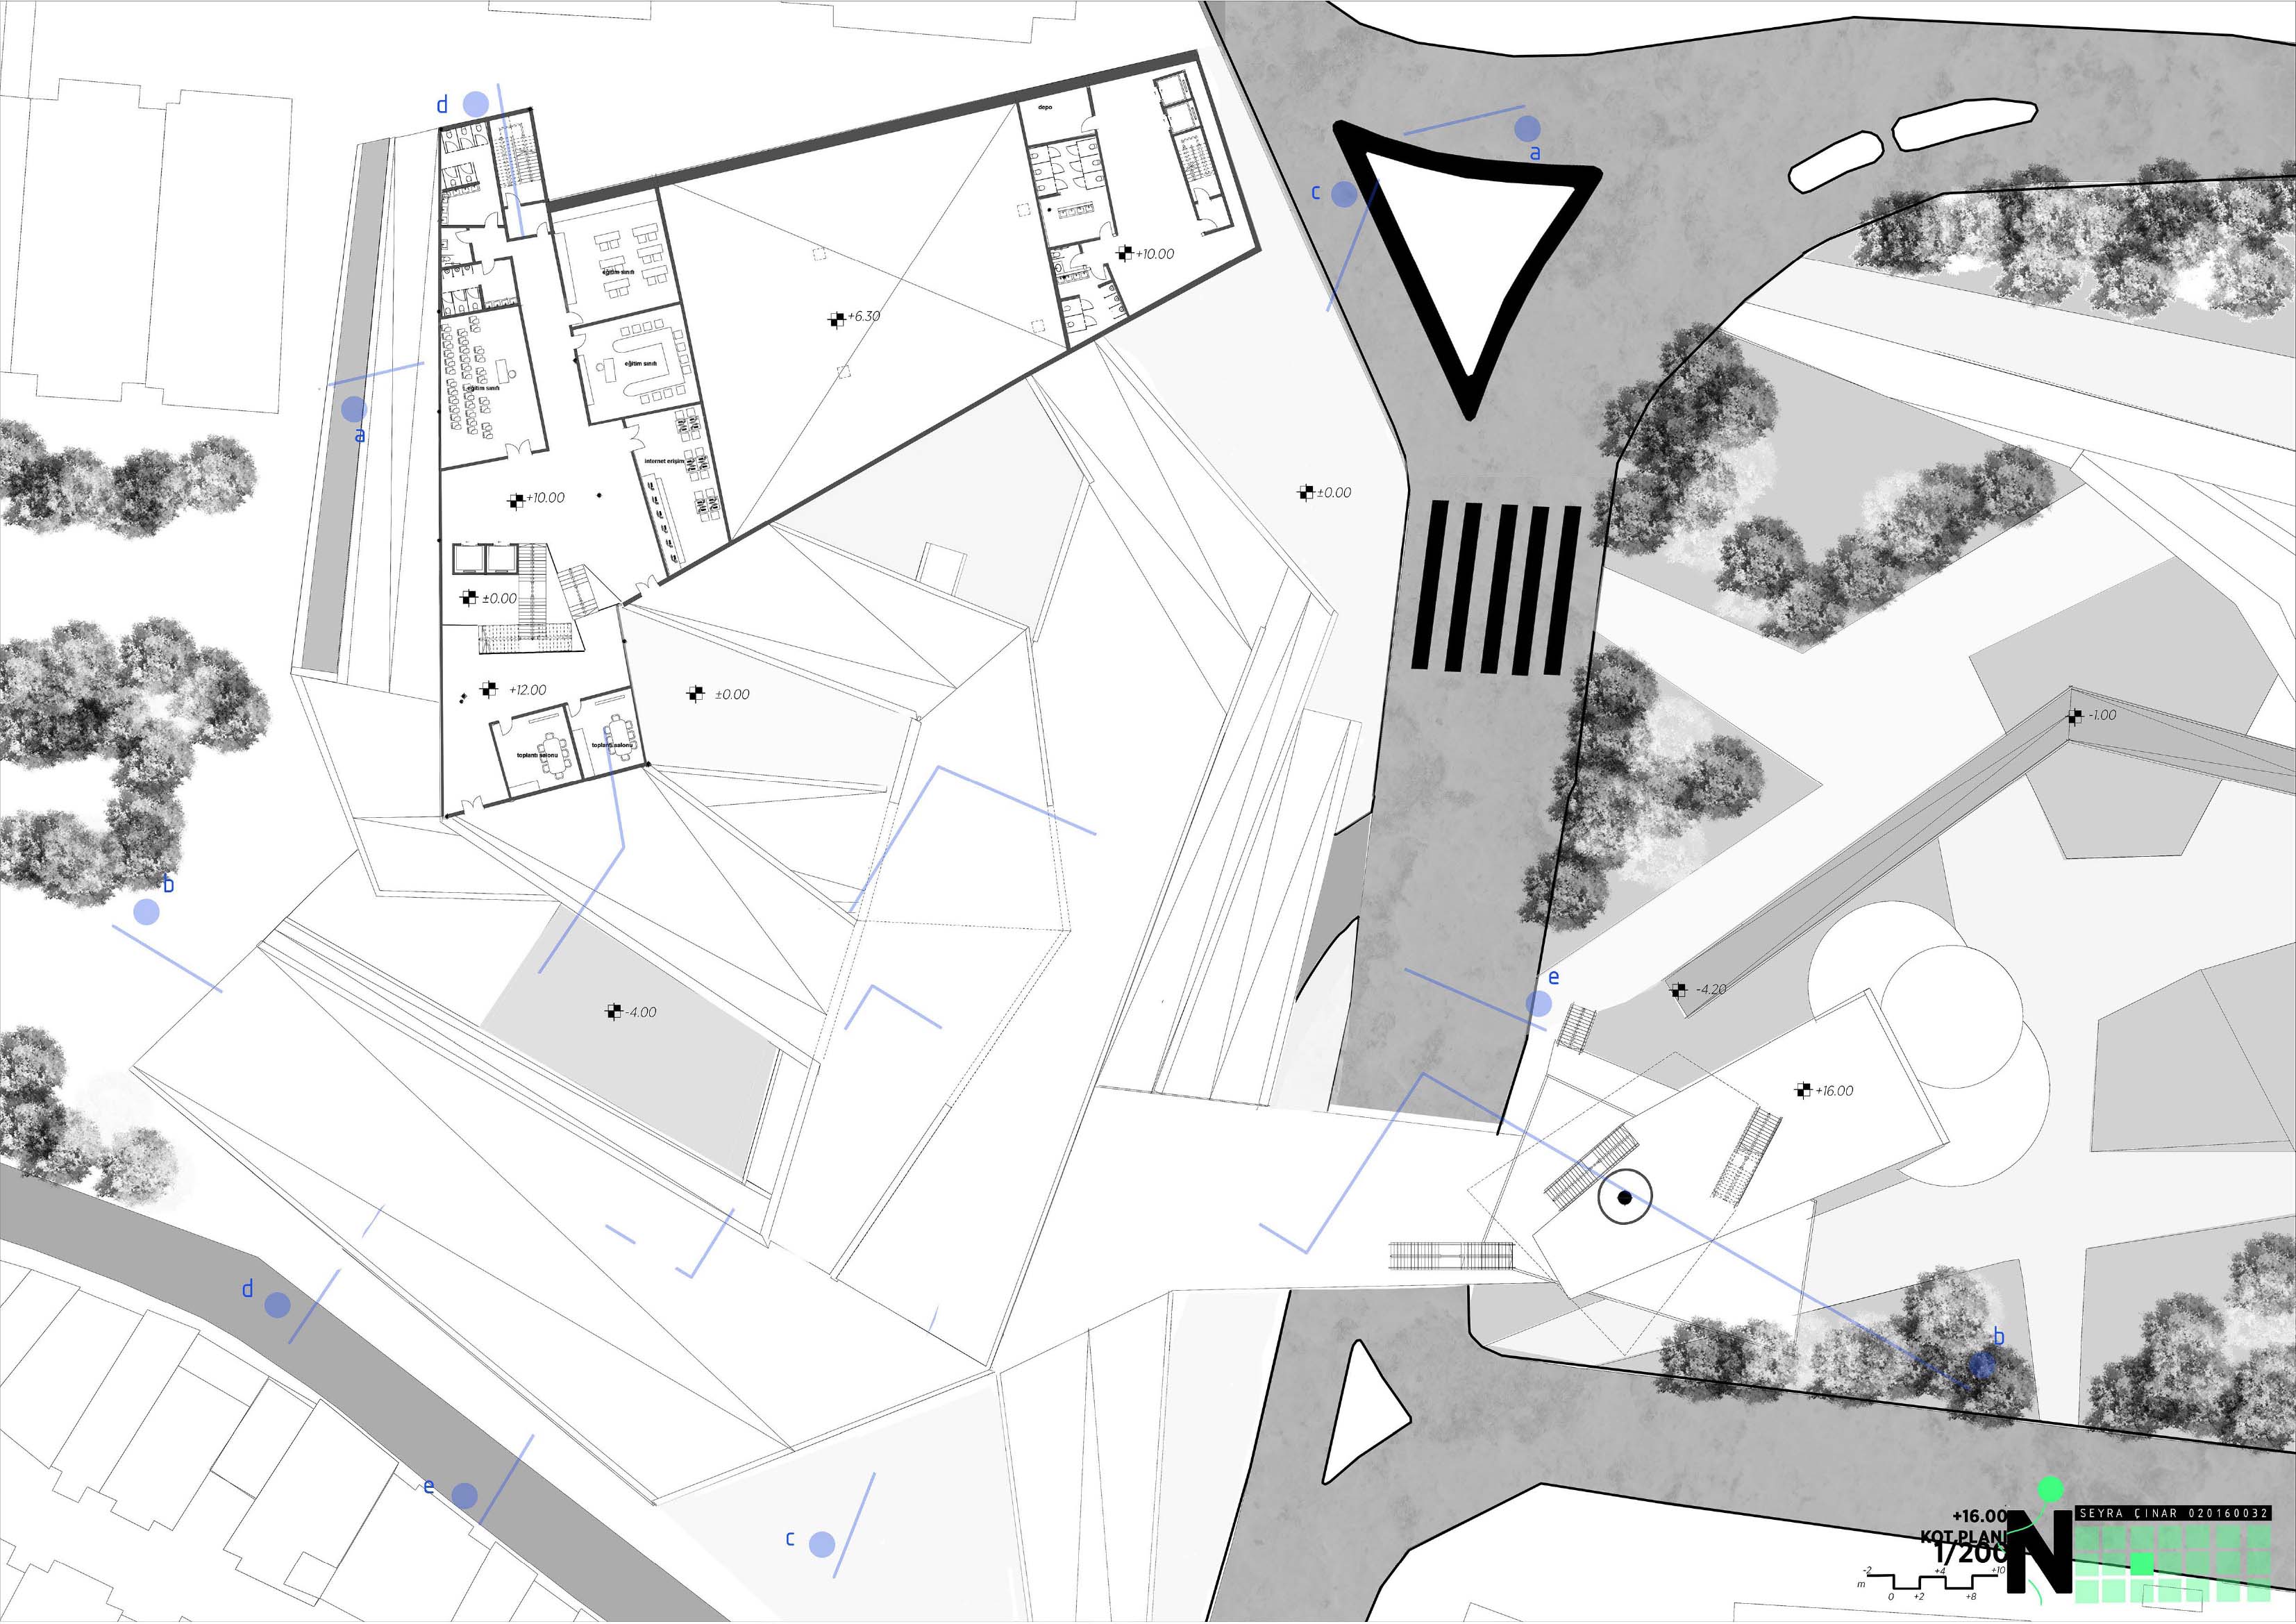 d
depo
a
c
+10.00
eğitim sınıfı
+6.30
eğitim sınıfı
eğitim sınıfı
a
internet erişim
+10.00
±0.00
±0.00
+12.00
±0.00
-1.00
toplantı salonu
toplantı salonu
b
e
-4.20
-4.00
+16.00
d
b
e
c
+16.00
KOT PLANI
1/200
N
SEYRA ÇINAR 020160032
-2
+4
+10
m
0
+2
+8